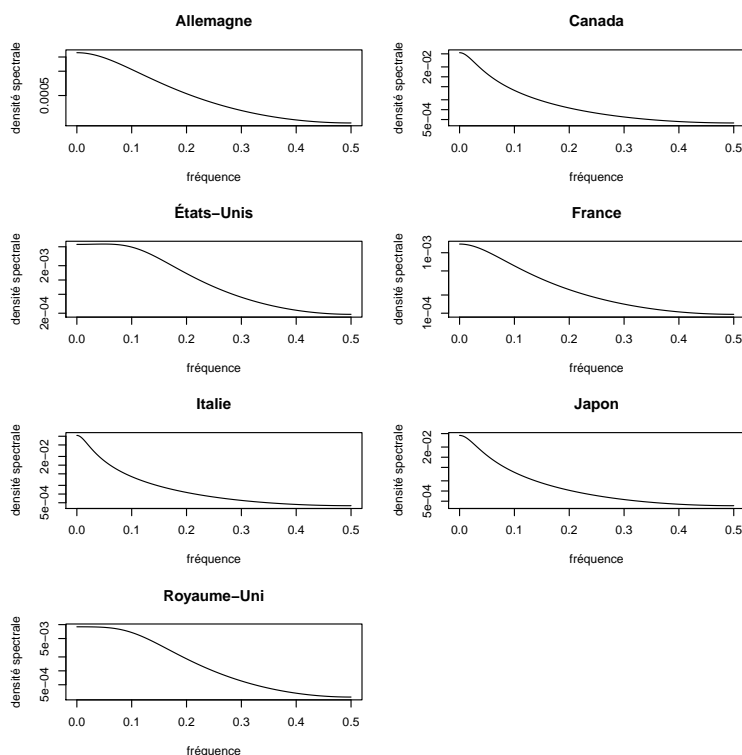 Allemagne
densité spectrale
0.0005
0.0 0.1 0.2 0.3 0.4 0.5
fréquence
Canada
densité spectrale
5e−04 2e−02
0.0 0.1 0.2 0.3 0.4 0.5
fréquence
États−Unis
densité spectrale
2e−04 2e−03
0.0 0.1 0.2 0.3 0.4 0.5
fréquence
France
densité spectrale
1e−04 1e−03
0.0 0.1 0.2 0.3 0.4 0.5
fréquence
Italie
densité spectrale
5e−04 2e−02
0.0 0.1 0.2 0.3 0.4 0.5
fréquence
Japon
densité spectrale
5e−04 2e−02
0.0 0.1 0.2 0.3 0.4 0.5
fréquence
Royaume−Uni
densité spectrale
5e−04 5e−03
0.0 0.1 0.2 0.3 0.4 0.5
fréquence